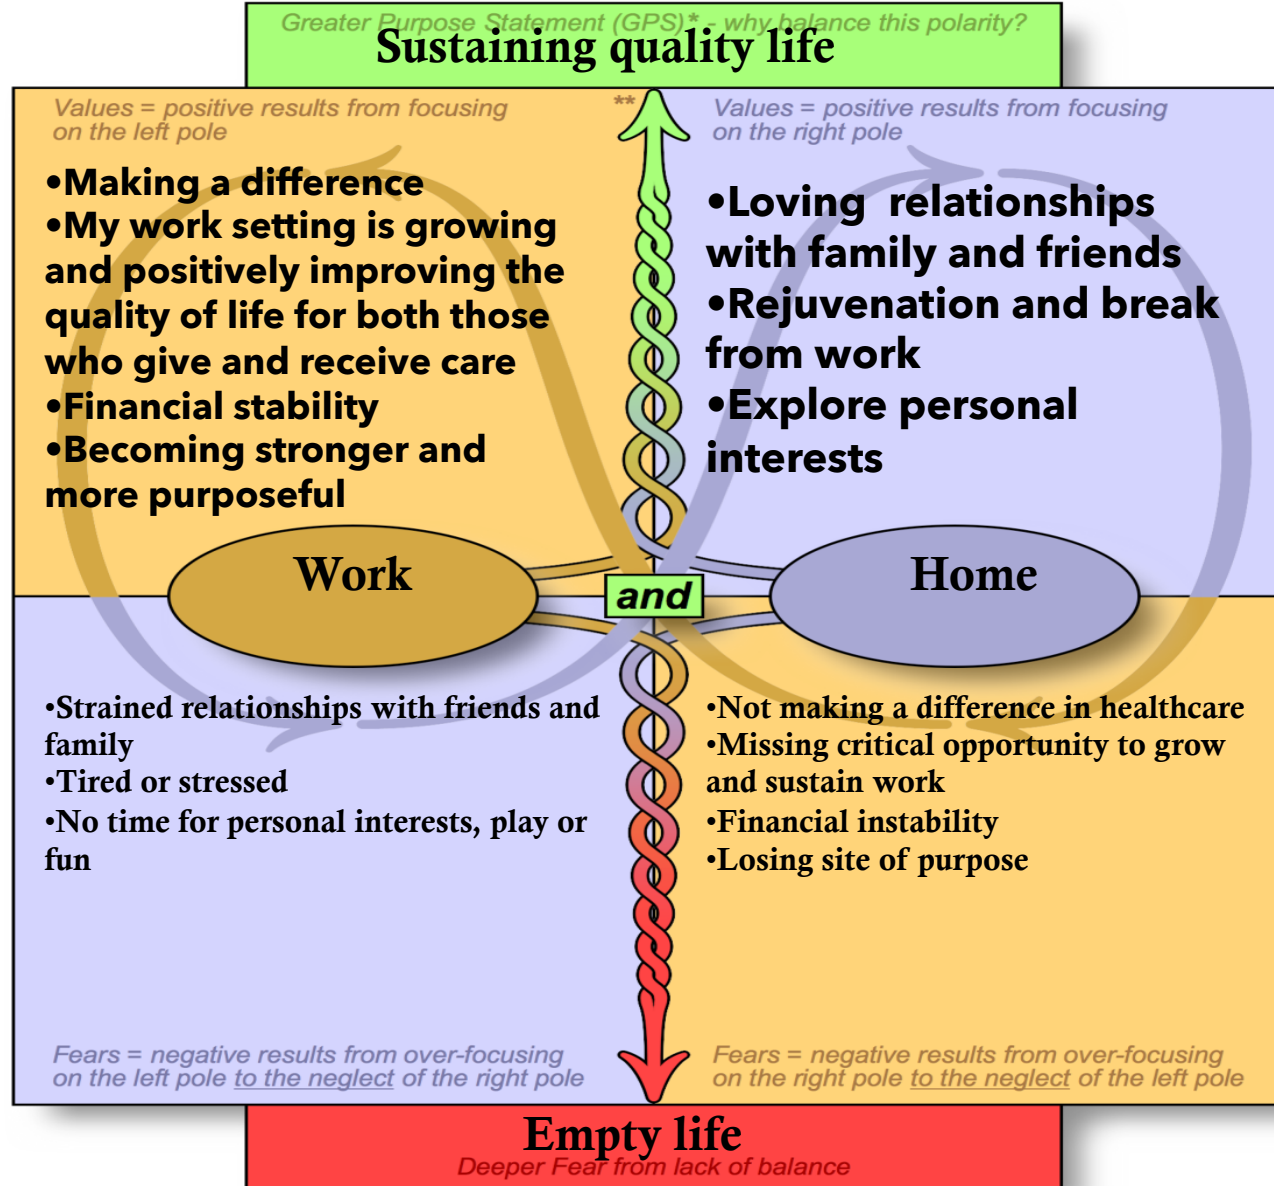 Greater Purpose Statement (GPS)* - why balance this polarity?
Sustaining quality life
Values = positive results from focusing
on the left pole
**
•Making a difference
•My work setting is growing
and positively improving the
quality of life for both those
who give and receive care
•Financial stability
•Becoming stronger and
more purposeful
Values = positive results from focusing
on the right pole
•Loving relationships
with family and friends
•Rejuvenation and break
from work
•Explore personal
interests
Work
and
Home
•Strained relationships with friends and
family
•Tired or stressed
•No time for personal interests, play or
fun
Fears = negative results from over-focusing
on the left pole to the neglect of the right pole
•Not making a difference in healthcare
•Missing critical opportunity to grow
and sustain work
•Financial instability
•Losing site of purpose
Fears = negative results from over-focusing
on the right pole to the neglect of the left pole
Empty life
Deeper Fear from lack of balance